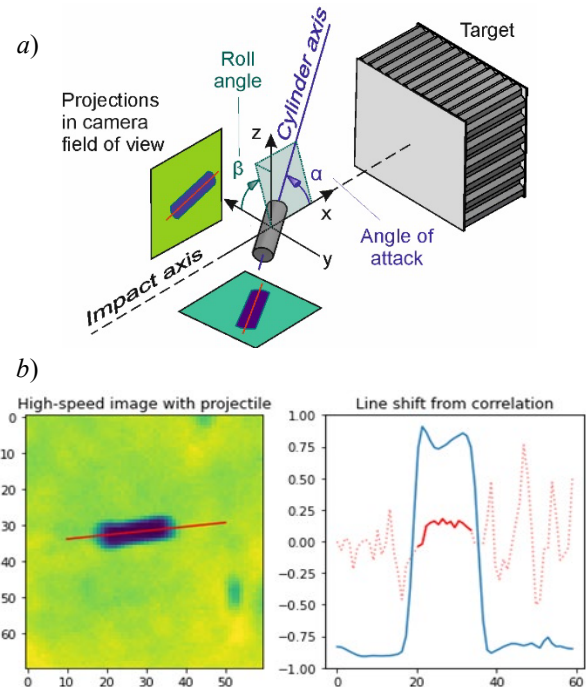 a)
Target
Roll
angle
Cylinder axis
Projections
in camera
field of view
z
β
α
x
y
Angle of
attack
Impact axis
b)
High-speed image with projectile
Line shift from correlation
0
10
20
30
40
50
60
0
10
20
30
40
50
1.00
0.75
0.50
0.25
0.00
−0.25
−0.50
−0.75
−1.00
0
20
40
60